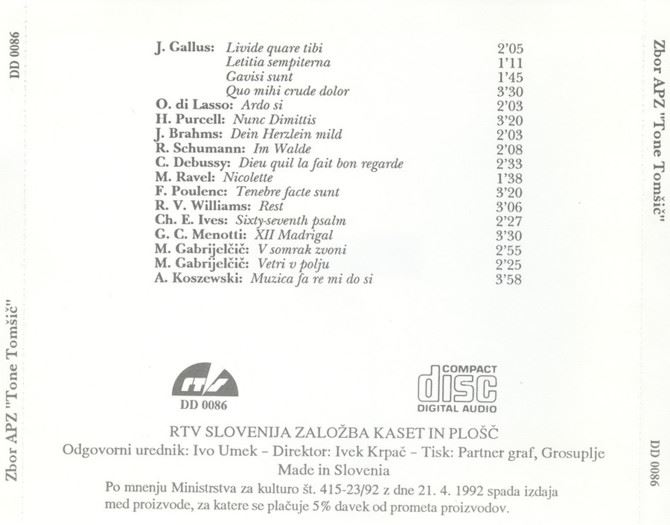 DD 0086
Zbor APZ "Tone Tomšič"
J. Gallus: Livide quare tibi 2'05
Letitia sempiterna 1'11
Gavisi sunt 1'45
Quo mihi crude dolor 3'30
O. di Lasso: Ardo si 2'03
H. Purcell: Nunc Dimittis 3'20
J. Brahms: Dein Herzlein mild 2'03
R. Schumann: Im Walde 2'08
C. Debussy: Dieu quil la fait bon regarde 2'33
M. Ravel: Nicolette 1'38
F. Poulenc: Tenebre facte sunt 3'20
R. V. Williams: Rest 3'06
Ch. E. Ives: Sixty-seventh psalm 2'27
G. C. Menotti: XII Madrigal 3'30
M. Gabrijelčič: V somrak zvoni 2'55
M. Gabrijelčič: Vetri v polju 2'25
A. Koszewski: Muzica fa re mi do si 3'58
RTVS
DD 0086
COMPACT
disc
DIGITAL AUDIO
RTV SLOVENIJA ZALOŽBA KASET IN PLOŠČ
Odgovorni urednik: Ivo Umek – Direktor: Ivek Krpač – Tisk: Partner graf, Grosuplje
Made in Slovenia
Po mnenju Ministrstva za kulturo št. 415-23/92 z dne 21. 4. 1992 spada izdaja
med proizvode, za katere se plačuje 5% davek od prometa proizvodov.
Zbor APZ "Tone Tomšič"
DD 0086